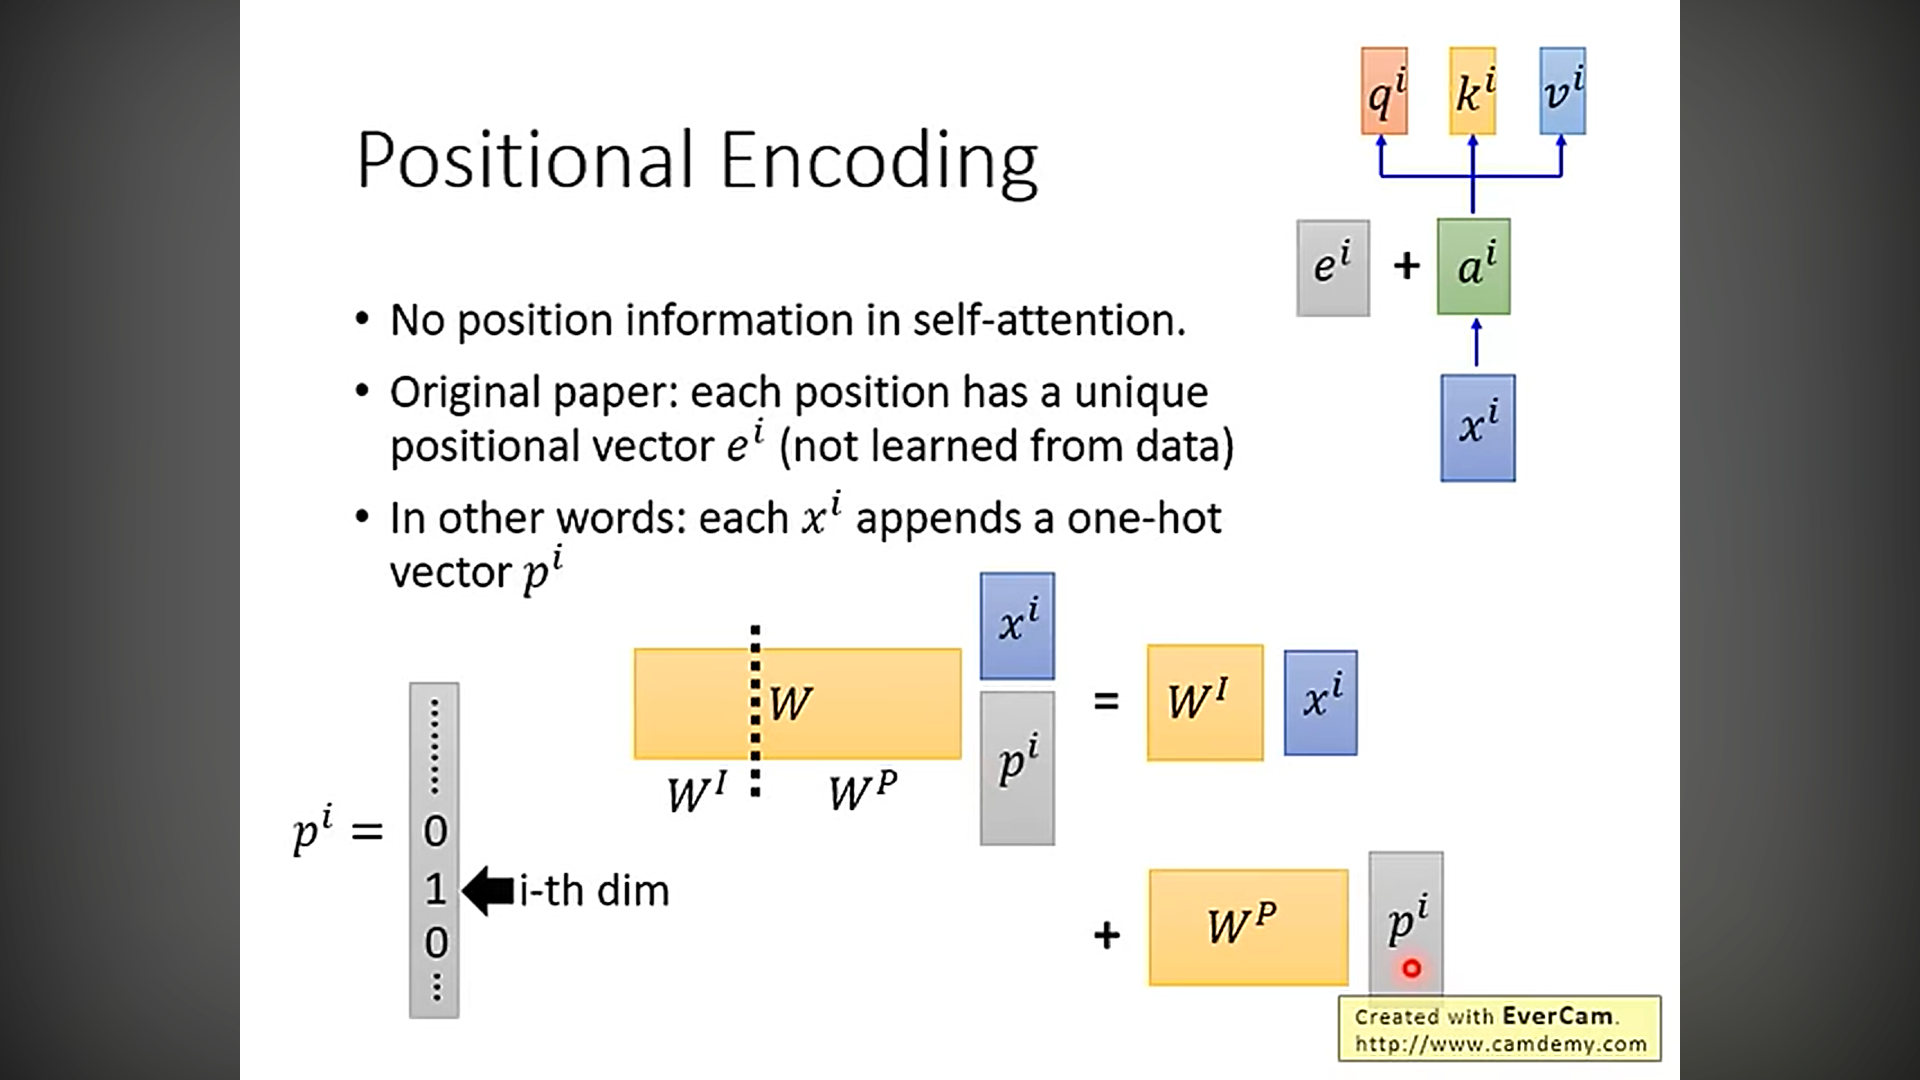 q^i k^i v^i
Positional Encoding
e^i + a^i
• No position information in self-attention.
• Original paper: each position has a unique
positional vector e^i (not learned from data)
x^i
• In other words: each x^i appends a one-hot
vector p^i
W x^i = W^I x^i
W^I W^P p^i
p^i = 0
1 i-th dim
0
+ W^P p^i
Created with EverCam.
http://www.camdemy.com